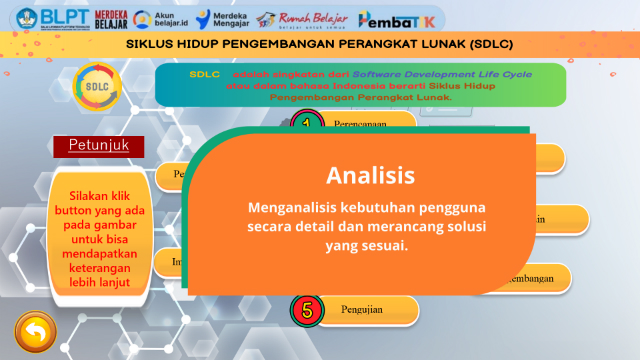 BLPT
MERDEKA BELAJAR
Akun belajar.id
Merdeka Mengajar
Rumah Belajar
PembaTIK
SIKLUS HIDUP PENGEMBANGAN PERANGKAT LUNAK (SDLC)
SDLC
SDLC adalah singkatan dari Software Development Life Cycle
atau dalam bahasa Indonesia berarti Siklus Hidup
Pengembangan Perangkat Lunak.
1
Perencanaan
Petunjuk
Silakan klik
button yang ada
pada gambar
untuk bisa
mendapatkan
keterangan
lebih lanjut
Analisis
Menganalisis kebutuhan pengguna
secara detail dan merancang solusi
yang sesuai.
5
Pengujian